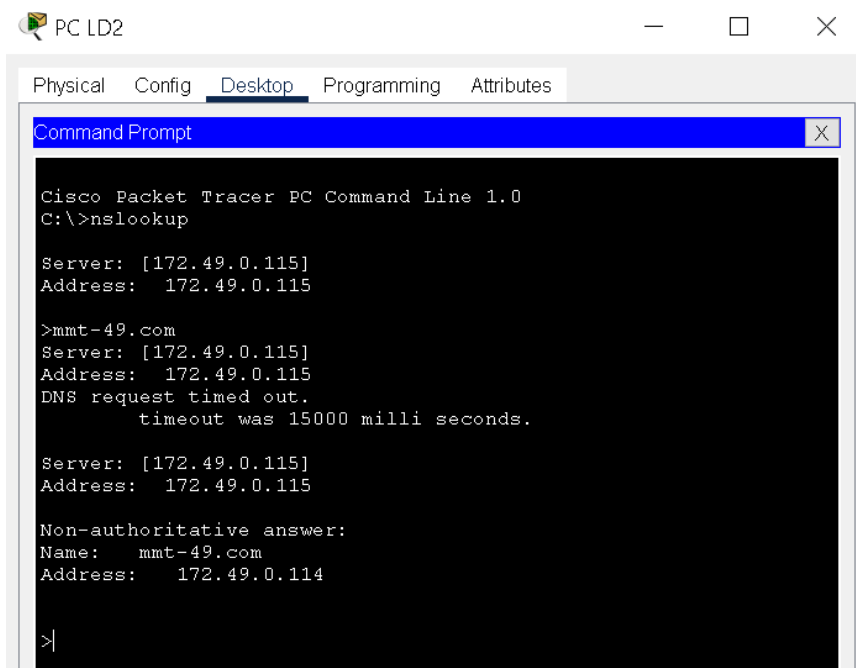 PC LD2
Physical Config Desktop Programming Attributes
Command Prompt X
Cisco Packet Tracer PC Command Line 1.0
C:\>nslookup
Server: [172.49.0.115]
Address:  172.49.0.115
>mmt-49.com
Server: [172.49.0.115]
Address:  172.49.0.115
DNS request timed out.
        timeout was 15000 milli seconds.
Server: [172.49.0.115]
Address:  172.49.0.115
Non-authoritative answer:
Name:   mmt-49.com
Address:   172.49.0.114
>